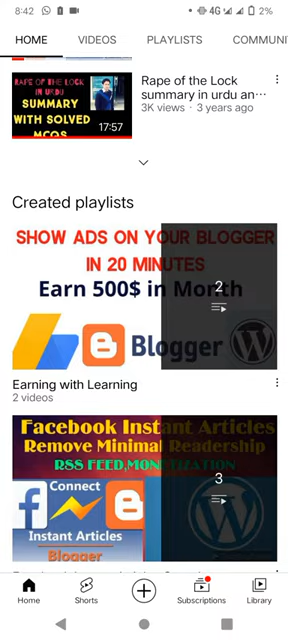 8:42
4G
2%
HOME
VIDEOS
PLAYLISTS
COMMUNI
RAPE OF THE LOCK
IN URDU
SUMMARY
WITH SOLVED
MCQS
17:57
Rape of the Lock
summary in urdu an...
3K views · 3 years ago
Created playlists
SHOW ADS ON YOUR BLOGGER
IN 20 MINUTES
Earn 500$ in Month
2
Blogger
Earning with Learning
2 videos
Facebook Instant Articles
Remove Minimal Readership
RSS FEED,MONETIZATION
3
Connect
Instant Articles
Blogger
Home
Shorts
Subscriptions
Library